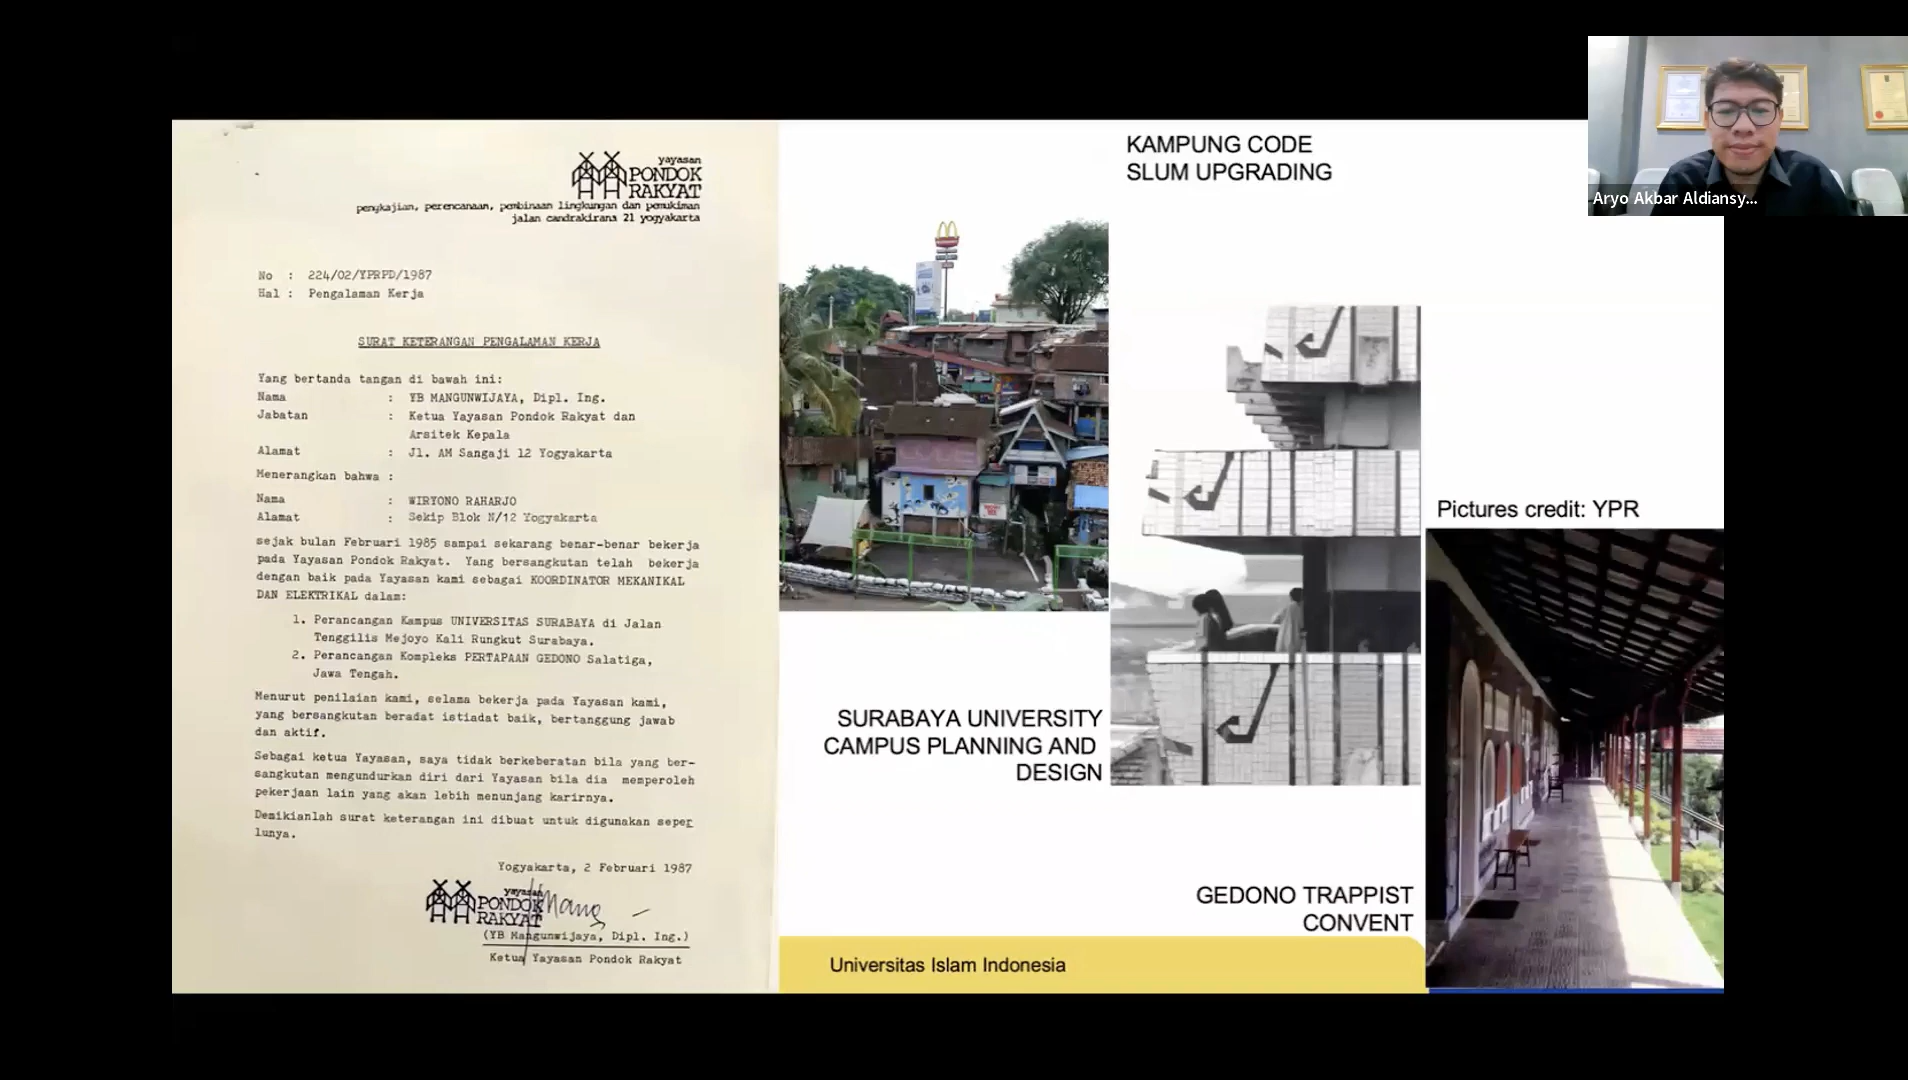 yayasan
PONDOK
RAKYAT
pengkajian, perencanaan, pembinaan lingkungan dan pemukiman
jalan candrakirana 21 yogyakarta
No : 224/02/YPRPD/1987
Hal : Pengalaman Kerja
SURAT KETERANGAN PENGALAMAN KERJA
Yang bertanda tangan di bawah ini:
Nama : YB MANGUNWIJAYA, Dipl. Ing.
Jabatan : Ketua Yayasan Pondok Rakyat dan
Arsitek Kepala
Alamat : Jl. AM Sangaji 12 Yogyakarta
Menerangkan bahwa :
Nama : WIRYONO RAHARJO
Alamat : Sekip Blok N/12 Yogyakarta
sejak bulan Februari 1985 sampai sekarang benar-benar bekerja
pada Yayasan Pondok Rakyat. Yang bersangkutan telah bekerja
dengan baik pada Yayasan kami sebagai KOORDINATOR MEKANIKAL
DAN ELEKTRIKAL dalam:
1. Perancangan Kampus UNIVERSITAS SURABAYA di Jalan
Tenggilis Mejoyo Kali Rungkut Surabaya.
2. Perancangan Kompleks PERTAPAAN GEDONO Salatiga,
Jawa Tengah.
Menurut penilaian kami, selama bekerja pada Yayasan kami,
yang bersangkutan beradat istiadat baik, bertanggung jawab
dan aktif.
Sebagai ketua Yayasan, saya tidak berkeberatan bila yang ber-
sangkutan mengundurkan diri dari Yayasan bila dia memperoleh
pekerjaan lain yang akan lebih menunjang karirnya.
Demikianlah surat keterangan ini dibuat untuk digunakan seper
lunya.
Yogyakarta, 2 Februari 1987
yayasan
PONDOK
RAKYAT
(YB Mangunwijaya, Dipl. Ing.)
Ketua Yayasan Pondok Rakyat
KAMPUNG CODE
SLUM UPGRADING
SURABAYA UNIVERSITY
CAMPUS PLANNING AND
DESIGN
Pictures credit: YPR
GEDONO TRAPPIST
CONVENT
Universitas Islam Indonesia
Aryo Akbar Aldiansy...